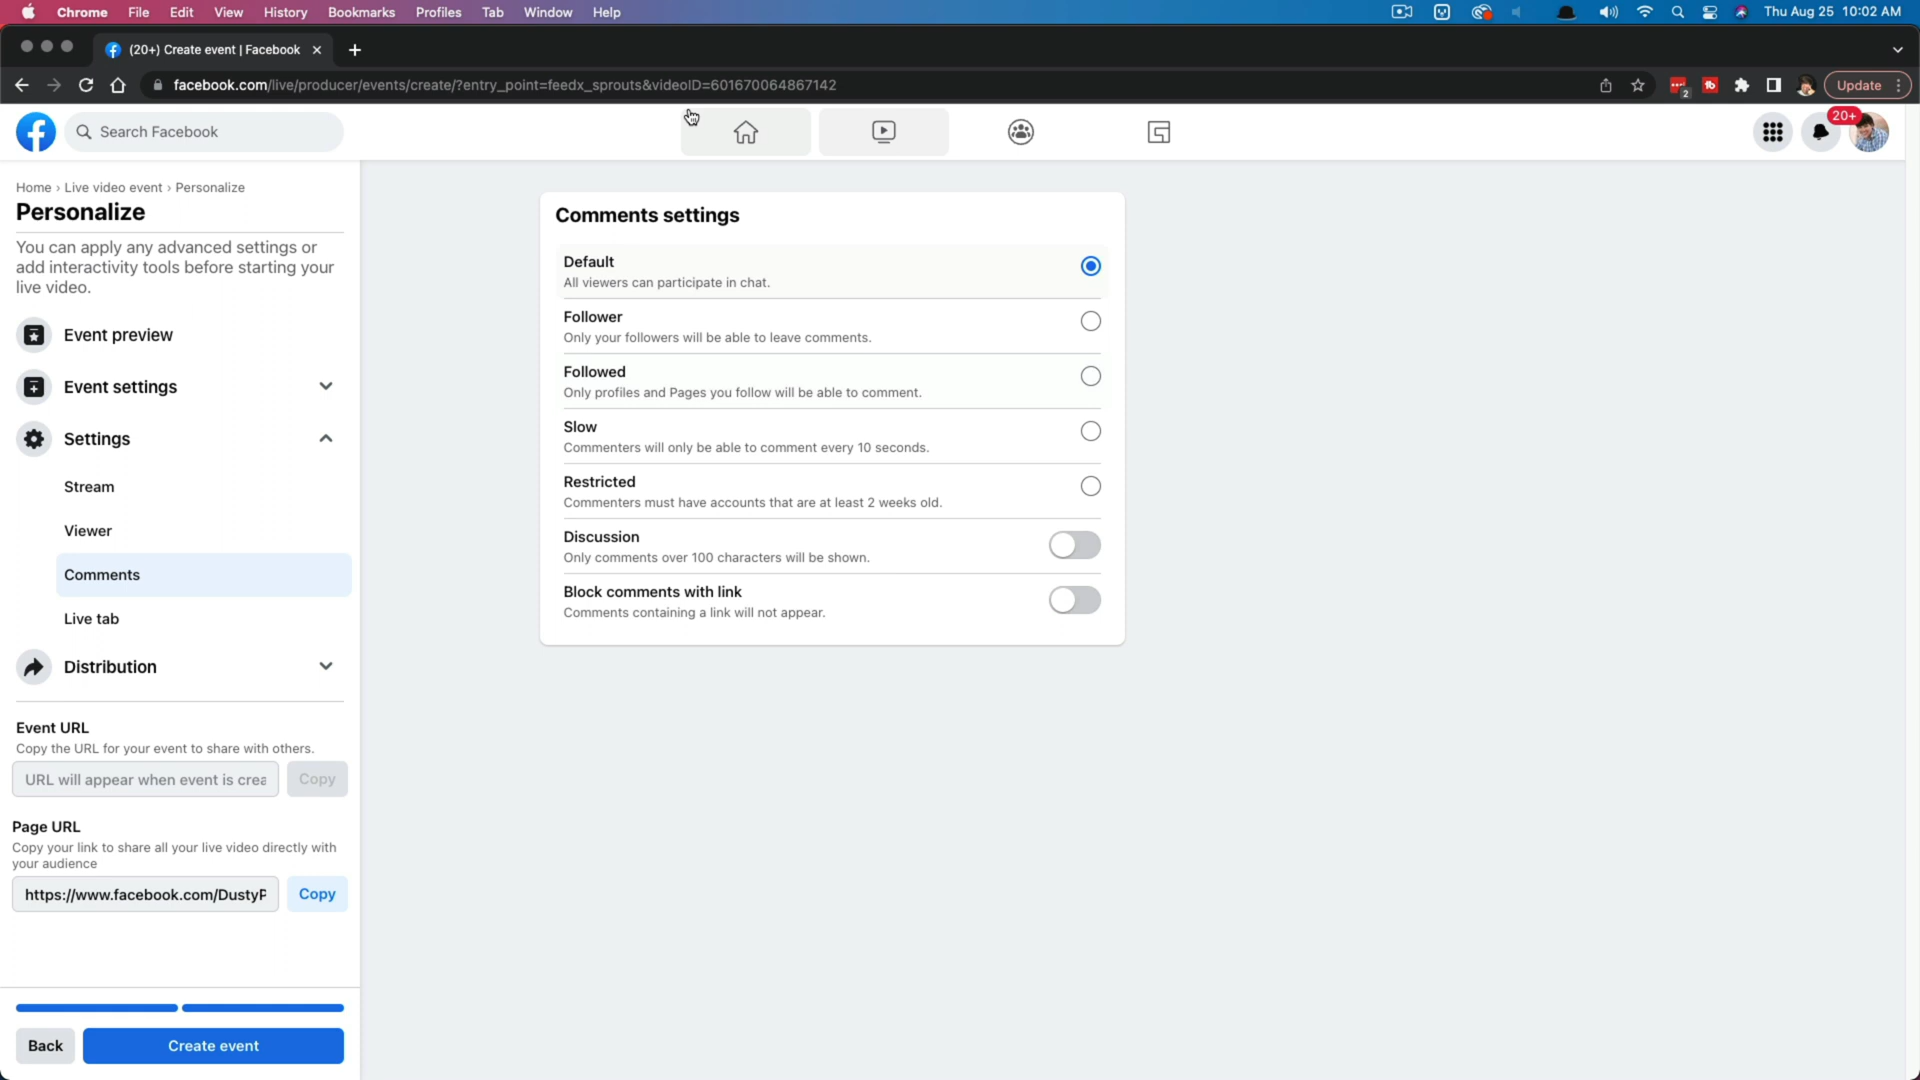 Chrome File Edit View History Bookmarks Profiles Tab Window Help
Thu Aug 25 10:02 AM
(20+) Create event | Facebook
facebook.com/live/producer/events/create/?entry_point=feedx_sprouts&videoID=601670064867142
2
Update
Search Facebook
20+
Home › Live video event › Personalize
Personalize
You can apply any advanced settings or
add interactivity tools before starting your
live video.
Event preview
Event settings
Settings
Stream
Viewer
Comments
Live tab
Distribution
Event URL
Copy the URL for your event to share with others.
URL will appear when event is crea
Copy
Page URL
Copy your link to share all your live video directly with
your audience
https://www.facebook.com/DustyP
Copy
Back
Create event
Comments settings
Default
All viewers can participate in chat.
Follower
Only your followers will be able to leave comments.
Followed
Only profiles and Pages you follow will be able to comment.
Slow
Commenters will only be able to comment every 10 seconds.
Restricted
Commenters must have accounts that are at least 2 weeks old.
Discussion
Only comments over 100 characters will be shown.
Block comments with link
Comments containing a link will not appear.